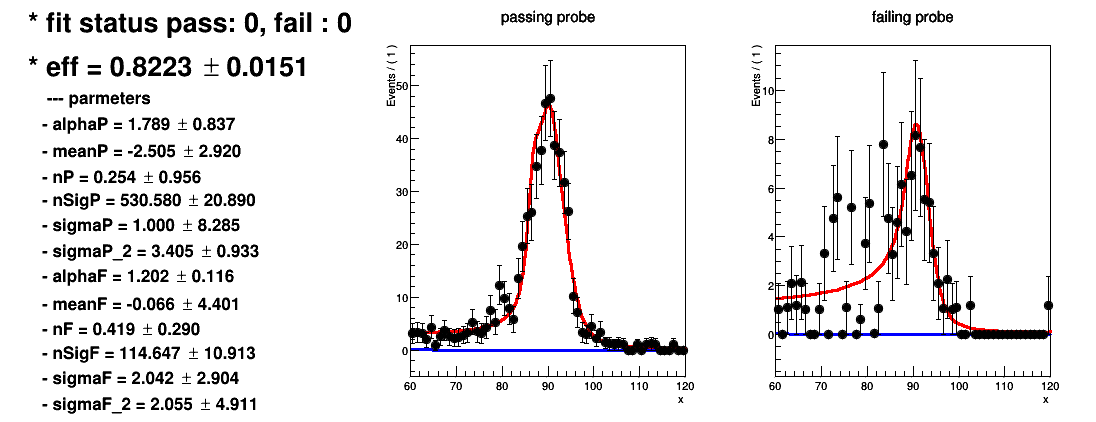 * fit status pass: 0, fail : 0
* eff = 0.8223 ± 0.0151
--- parmeters
- alphaP = 1.789 ± 0.837
- meanP = -2.505 ± 2.920
- nP = 0.254 ± 0.956
- nSigP = 530.580 ± 20.890
- sigmaP = 1.000 ± 8.285
- sigmaP_2 = 3.405 ± 0.933
- alphaF = 1.202 ± 0.116
- meanF = -0.066 ± 4.401
- nF = 0.419 ± 0.290
- nSigF = 114.647 ± 10.913
- sigmaF = 2.042 ± 2.904
- sigmaF_2 = 2.055 ± 4.911
passing probe
Events / ( 1 )
50
40
30
20
10
0
60 70 80 90 100 110 120
x
failing probe
Events / ( 1 )
10
8
6
4
2
0
60 70 80 90 100 110 120
x